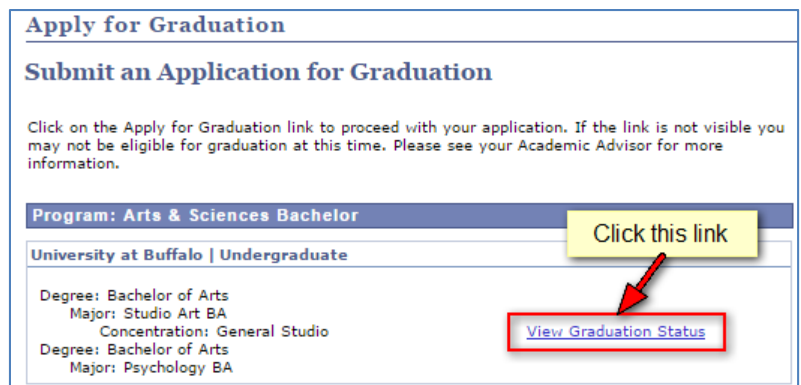 Apply for Graduation
Submit an Application for Graduation
Click on the Apply for Graduation link to proceed with your application. If the link is not visible you
may not be eligible for graduation at this time. Please see your Academic Advisor for more
information.
Program: Arts & Sciences Bachelor
Click this link
University at Buffalo | Undergraduate
Degree: Bachelor of Arts
Major: Studio Art BA
Concentration: General Studio
View Graduation Status
Degree: Bachelor of Arts
Major: Psychology BA